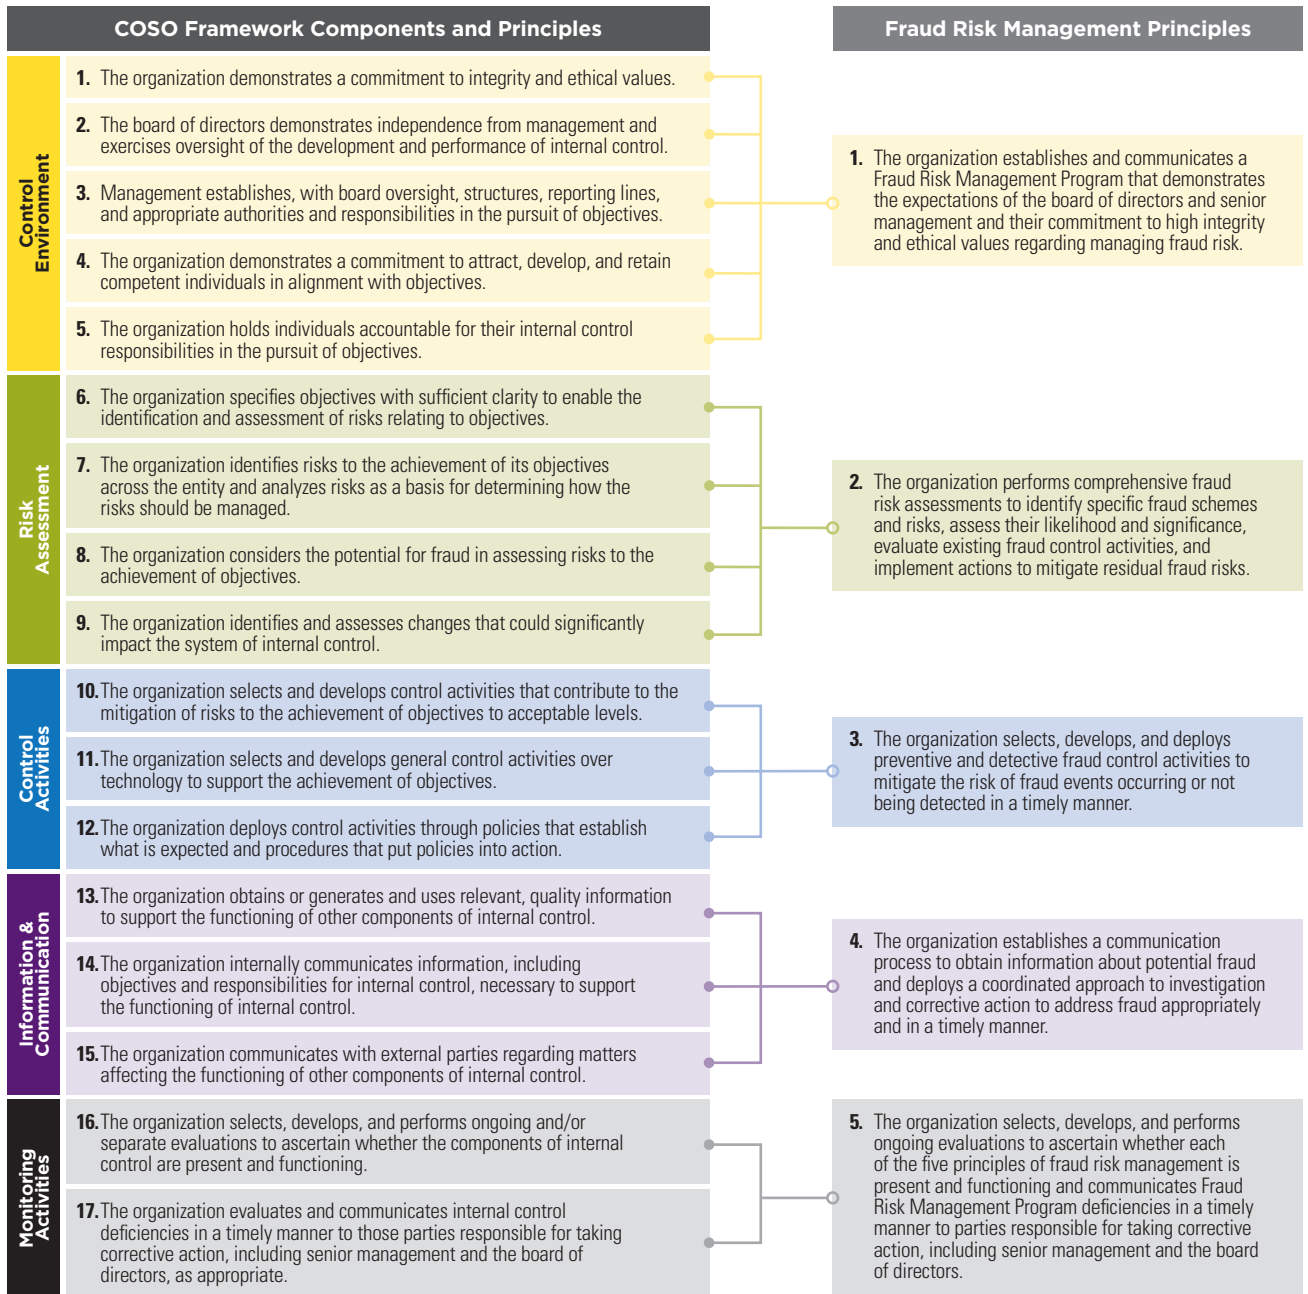 COSO Framework Components and Principles
Fraud Risk Management Principles
Control
Environment
1. The organization demonstrates a commitment to integrity and ethical values.
2. The board of directors demonstrates independence from management and
exercises oversight of the development and performance of internal control.
3. Management establishes, with board oversight, structures, reporting lines,
and appropriate authorities and responsibilities in the pursuit of objectives.
4. The organization demonstrates a commitment to attract, develop, and retain
competent individuals in alignment with objectives.
5. The organization holds individuals accountable for their internal control
responsibilities in the pursuit of objectives.
1. The organization establishes and communicates a
Fraud Risk Management Program that demonstrates
the expectations of the board of directors and senior
management and their commitment to high integrity
and ethical values regarding managing fraud risk.
Risk
Assessment
6. The organization specifies objectives with sufficient clarity to enable the
identification and assessment of risks relating to objectives.
7. The organization identifies risks to the achievement of its objectives
across the entity and analyzes risks as a basis for determining how the
risks should be managed.
8. The organization considers the potential for fraud in assessing risks to the
achievement of objectives.
9. The organization identifies and assesses changes that could significantly
impact the system of internal control.
2. The organization performs comprehensive fraud
risk assessments to identify specific fraud schemes
and risks, assess their likelihood and significance,
evaluate existing fraud control activities, and
implement actions to mitigate residual fraud risks.
Control
Activities
10. The organization selects and develops control activities that contribute to the
mitigation of risks to the achievement of objectives to acceptable levels.
11. The organization selects and develops general control activities over
technology to support the achievement of objectives.
12. The organization deploys control activities through policies that establish
what is expected and procedures that put policies into action.
3. The organization selects, develops, and deploys
preventive and detective fraud control activities to
mitigate the risk of fraud events occurring or not
being detected in a timely manner.
Information &
Communication
13. The organization obtains or generates and uses relevant, quality information
to support the functioning of other components of internal control.
14. The organization internally communicates information, including
objectives and responsibilities for internal control, necessary to support
the functioning of internal control.
15. The organization communicates with external parties regarding matters
affecting the functioning of other components of internal control.
4. The organization establishes a communication
process to obtain information about potential fraud
and deploys a coordinated approach to investigation
and corrective action to address fraud appropriately
and in a timely manner.
Monitoring
Activities
16. The organization selects, develops, and performs ongoing and/or
separate evaluations to ascertain whether the components of internal
control are present and functioning.
17. The organization evaluates and communicates internal control
deficiencies in a timely manner to those parties responsible for taking
corrective action, including senior management and the board of
directors, as appropriate.
5. The organization selects, develops, and performs
ongoing evaluations to ascertain whether each
of the five principles of fraud risk management is
present and functioning and communicates Fraud
Risk Management Program deficiencies in a timely
manner to parties responsible for taking corrective
action, including senior management and the board
of directors.